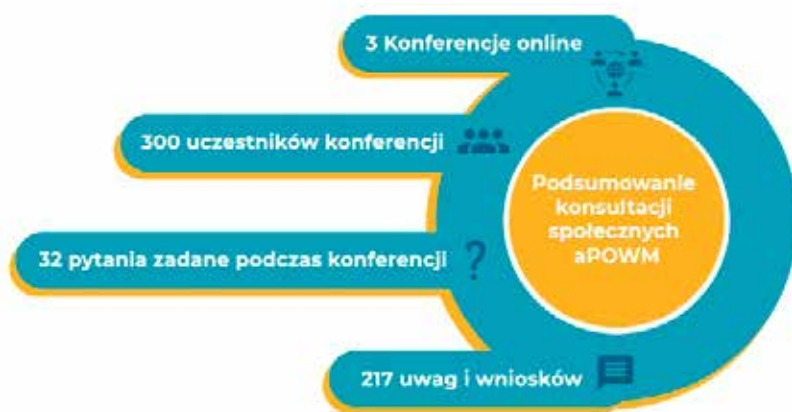 3 Konferencje online
300 uczestników konferencji
32 pytania zadane podczas konferencji
?
217 uwag i wniosków
Podsumowanie
konsultacji
społecznych
aPOWM